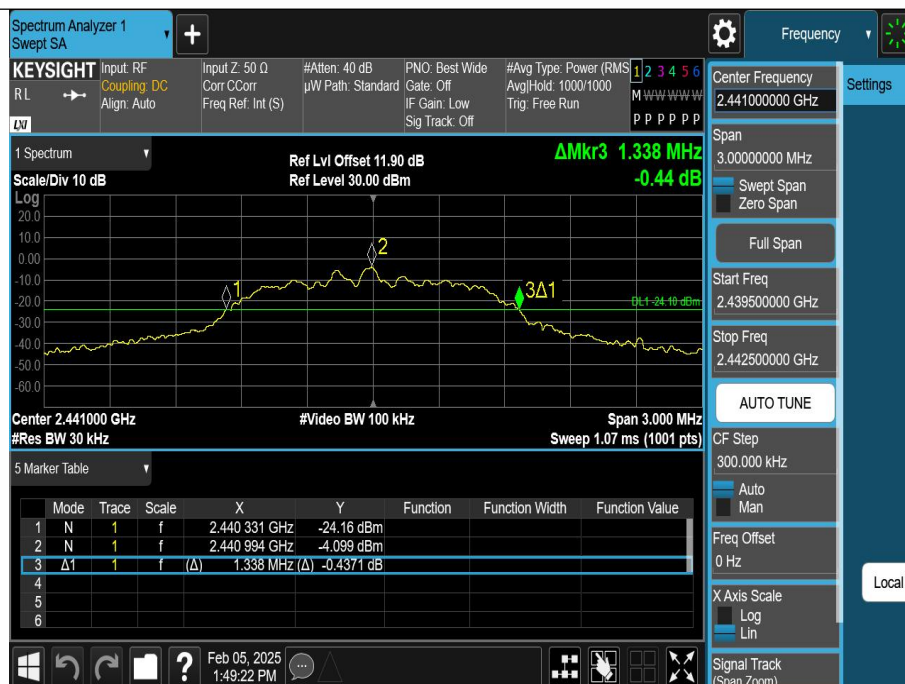 Spectrum Analyzer 1
Swept SA
+
Frequency
KEYSIGHT
RL
LXI
Input: RF
Coupling: DC
Align: Auto
Input Z: 50 Ω
Corr CCorr
Freq Ref: Int (S)
#Atten: 40 dB
µW Path: Standard
PNO: Best Wide
Gate: Off
IF Gain: Low
Sig Track: Off
#Avg Type: Power (RMS
Avg|Hold: 1000/1000
Trig: Free Run
1 2 3 4 5 6
M W W W W W
P P P P P P
1 Spectrum
Scale/Div 10 dB
Ref Lvl Offset 11.90 dB
Ref Level 30.00 dBm
ΔMkr3 1.338 MHz
-0.44 dB
Log
20.0
10.0
0.00
-10.0
-20.0
-30.0
-40.0
-50.0
-60.0
1
2
3Δ1
DL1 -24.10 dBm
Center 2.441000 GHz
#Video BW 100 kHz
Span 3.000 MHz
#Res BW 30 kHz
Sweep 1.07 ms (1001 pts)
5 Marker Table
Mode Trace Scale X Y Function Function Width Function Value
1 N 1 f 2.440 331 GHz -24.16 dBm
2 N 1 f 2.440 994 GHz -4.099 dBm
3 Δ1 1 f (Δ) 1.338 MHz (Δ) -0.4371 dB
4
5
6
?
Feb 05, 2025
1:49:22 PM
Center Frequency
2.441000000 GHz
Settings
Span
3.00000000 MHz
Swept Span
Zero Span
Full Span
Start Freq
2.439500000 GHz
Stop Freq
2.442500000 GHz
AUTO TUNE
CF Step
300.000 kHz
Auto
Man
Freq Offset
0 Hz
Local
X Axis Scale
Log
Lin
Signal Track
(Span Zoom)